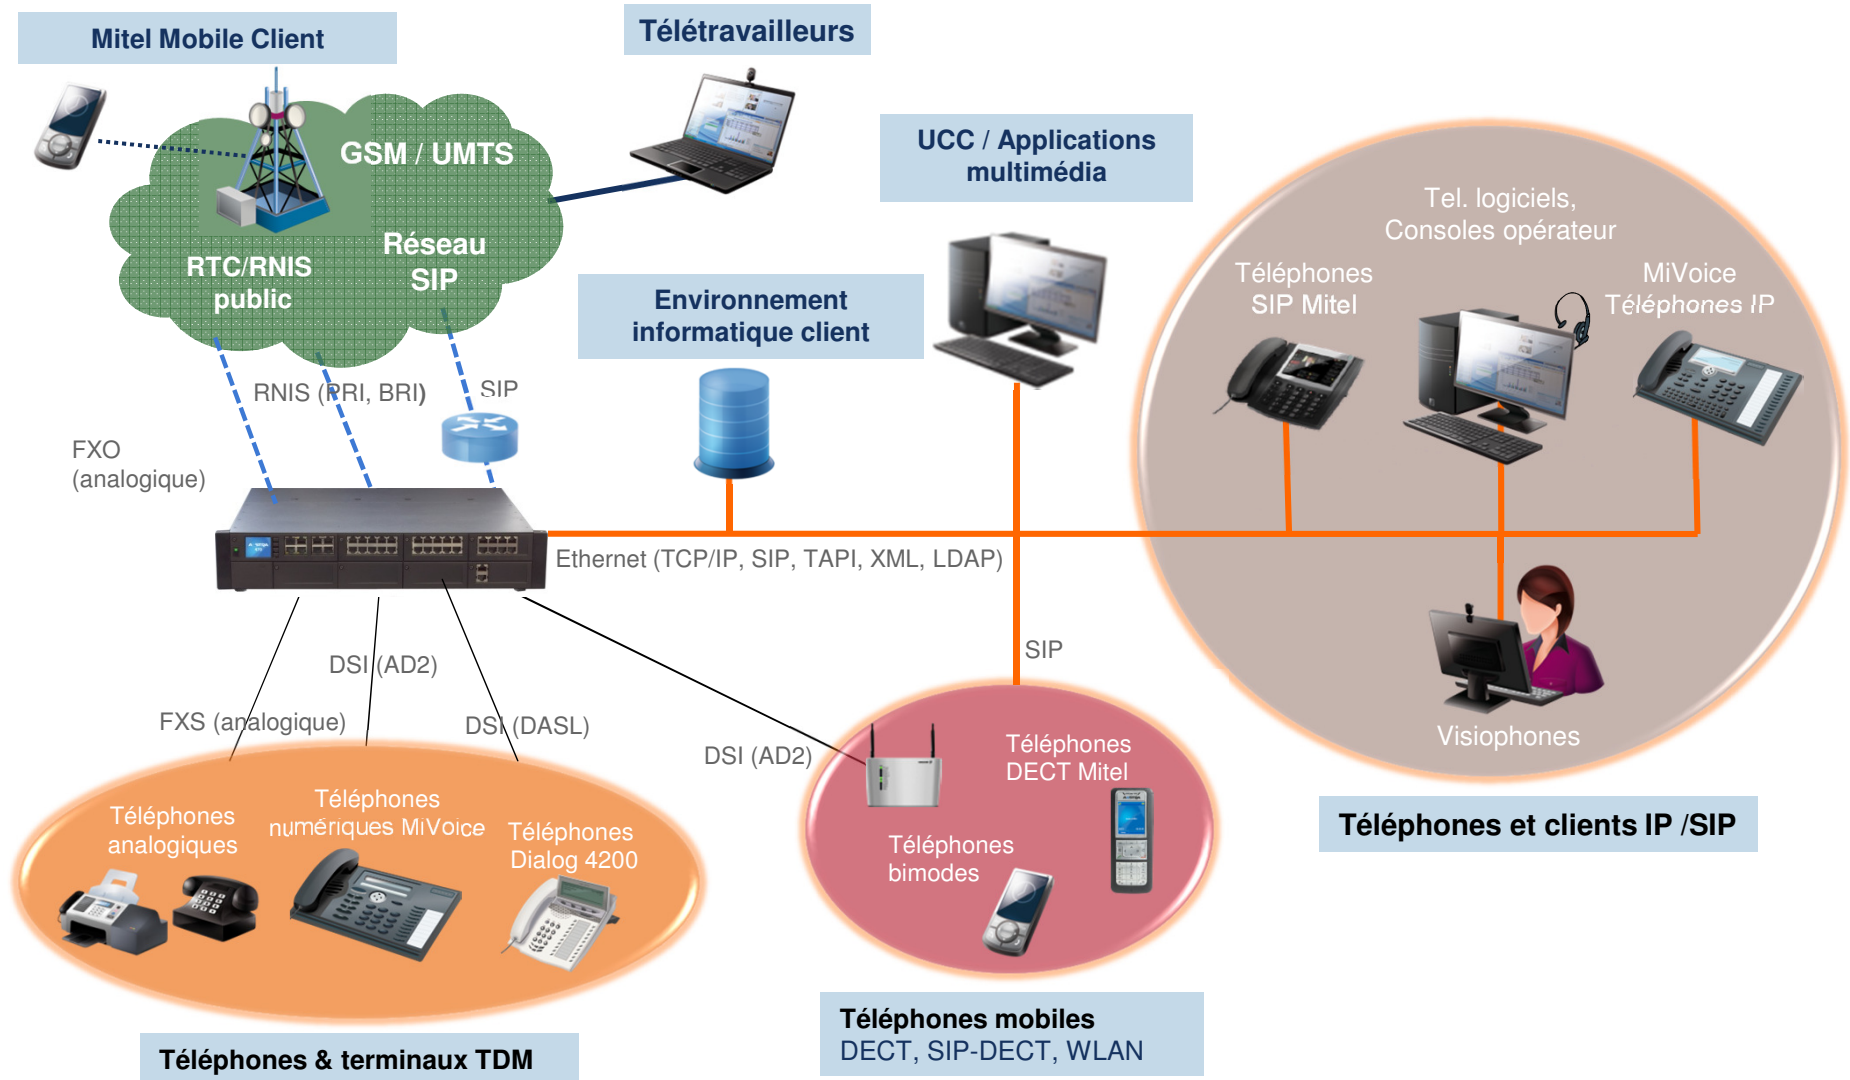 Mitel Mobile Client
Télétravailleurs
GSM / UMTS
UCC / Applications
multimédia
Réseau
SIP
RTC/RNIS
public
Environnement
informatique client
Tel. logiciels,
Consoles opérateur
Téléphones
SIP Mitel
MiVoice
Téléphones IP
RNIS (PRI, BRI)
SIP
FXO
(analogique)
Ethernet (TCP/IP, SIP, TAPI, XML, LDAP)
DSI (AD2)
SIP
FXS (analogique)
DSI (DASL)
DSI (AD2)
Téléphones
DECT Mitel
Visiophones
Téléphones
analogiques
Téléphones
numériques MiVoice
Téléphones
Dialog 4200
Téléphones
bimodes
Téléphones et clients IP /SIP
Téléphones mobiles
DECT, SIP-DECT, WLAN
Téléphones & terminaux TDM